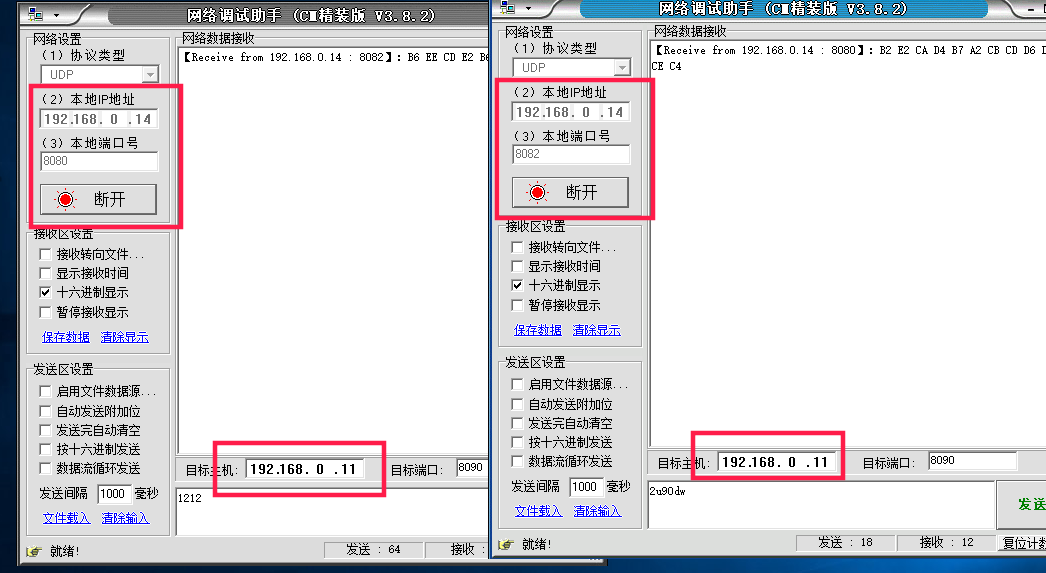 网络调试助手 (CM精装版 V3.8.2)
网络设置
(1) 协议类型
UDP
(2) 本地IP地址
192.168. 0 .14
(3) 本地端口号
8080
断开
接收区设置
接收转向文件...
显示接收时间
十六进制显示
暂停接收显示
保存数据 清除显示
发送区设置
启用文件数据源...
自动发送附加位
发送完自动清空
按十六进制发送
数据流循环发送
发送间隔 1000 毫秒
文件载入 清除输入
就绪!
网络数据接收
【Receive from 192.168.0.14 : 8082】: B6 EE CD E2
目标主机: 192.168. 0 .11 目标端口: 8090
1212
发送 : 64 接收 :
网络调试助手 (CM精装版 V3.8.2)
网络设置
(1) 协议类型
UDP
(2) 本地IP地址
192.168. 0 .14
(3) 本地端口号
8082
断开
接收区设置
接收转向文件...
显示接收时间
十六进制显示
暂停接收显示
保存数据 清除显示
发送区设置
启用文件数据源...
自动发送附加位
发送完自动清空
按十六进制发送
数据流循环发送
发送间隔 1000 毫秒
文件载入 清除输入
就绪!
网络数据接收
【Receive from 192.168.0.14 : 8080】: B2 E2 CA D4 B7 A2 CB CD D6
CE C4
目标主机: 192.168. 0 .11 目标端口: 8090
2u90dw
发送
发送 : 18 接收 : 12 复位计数